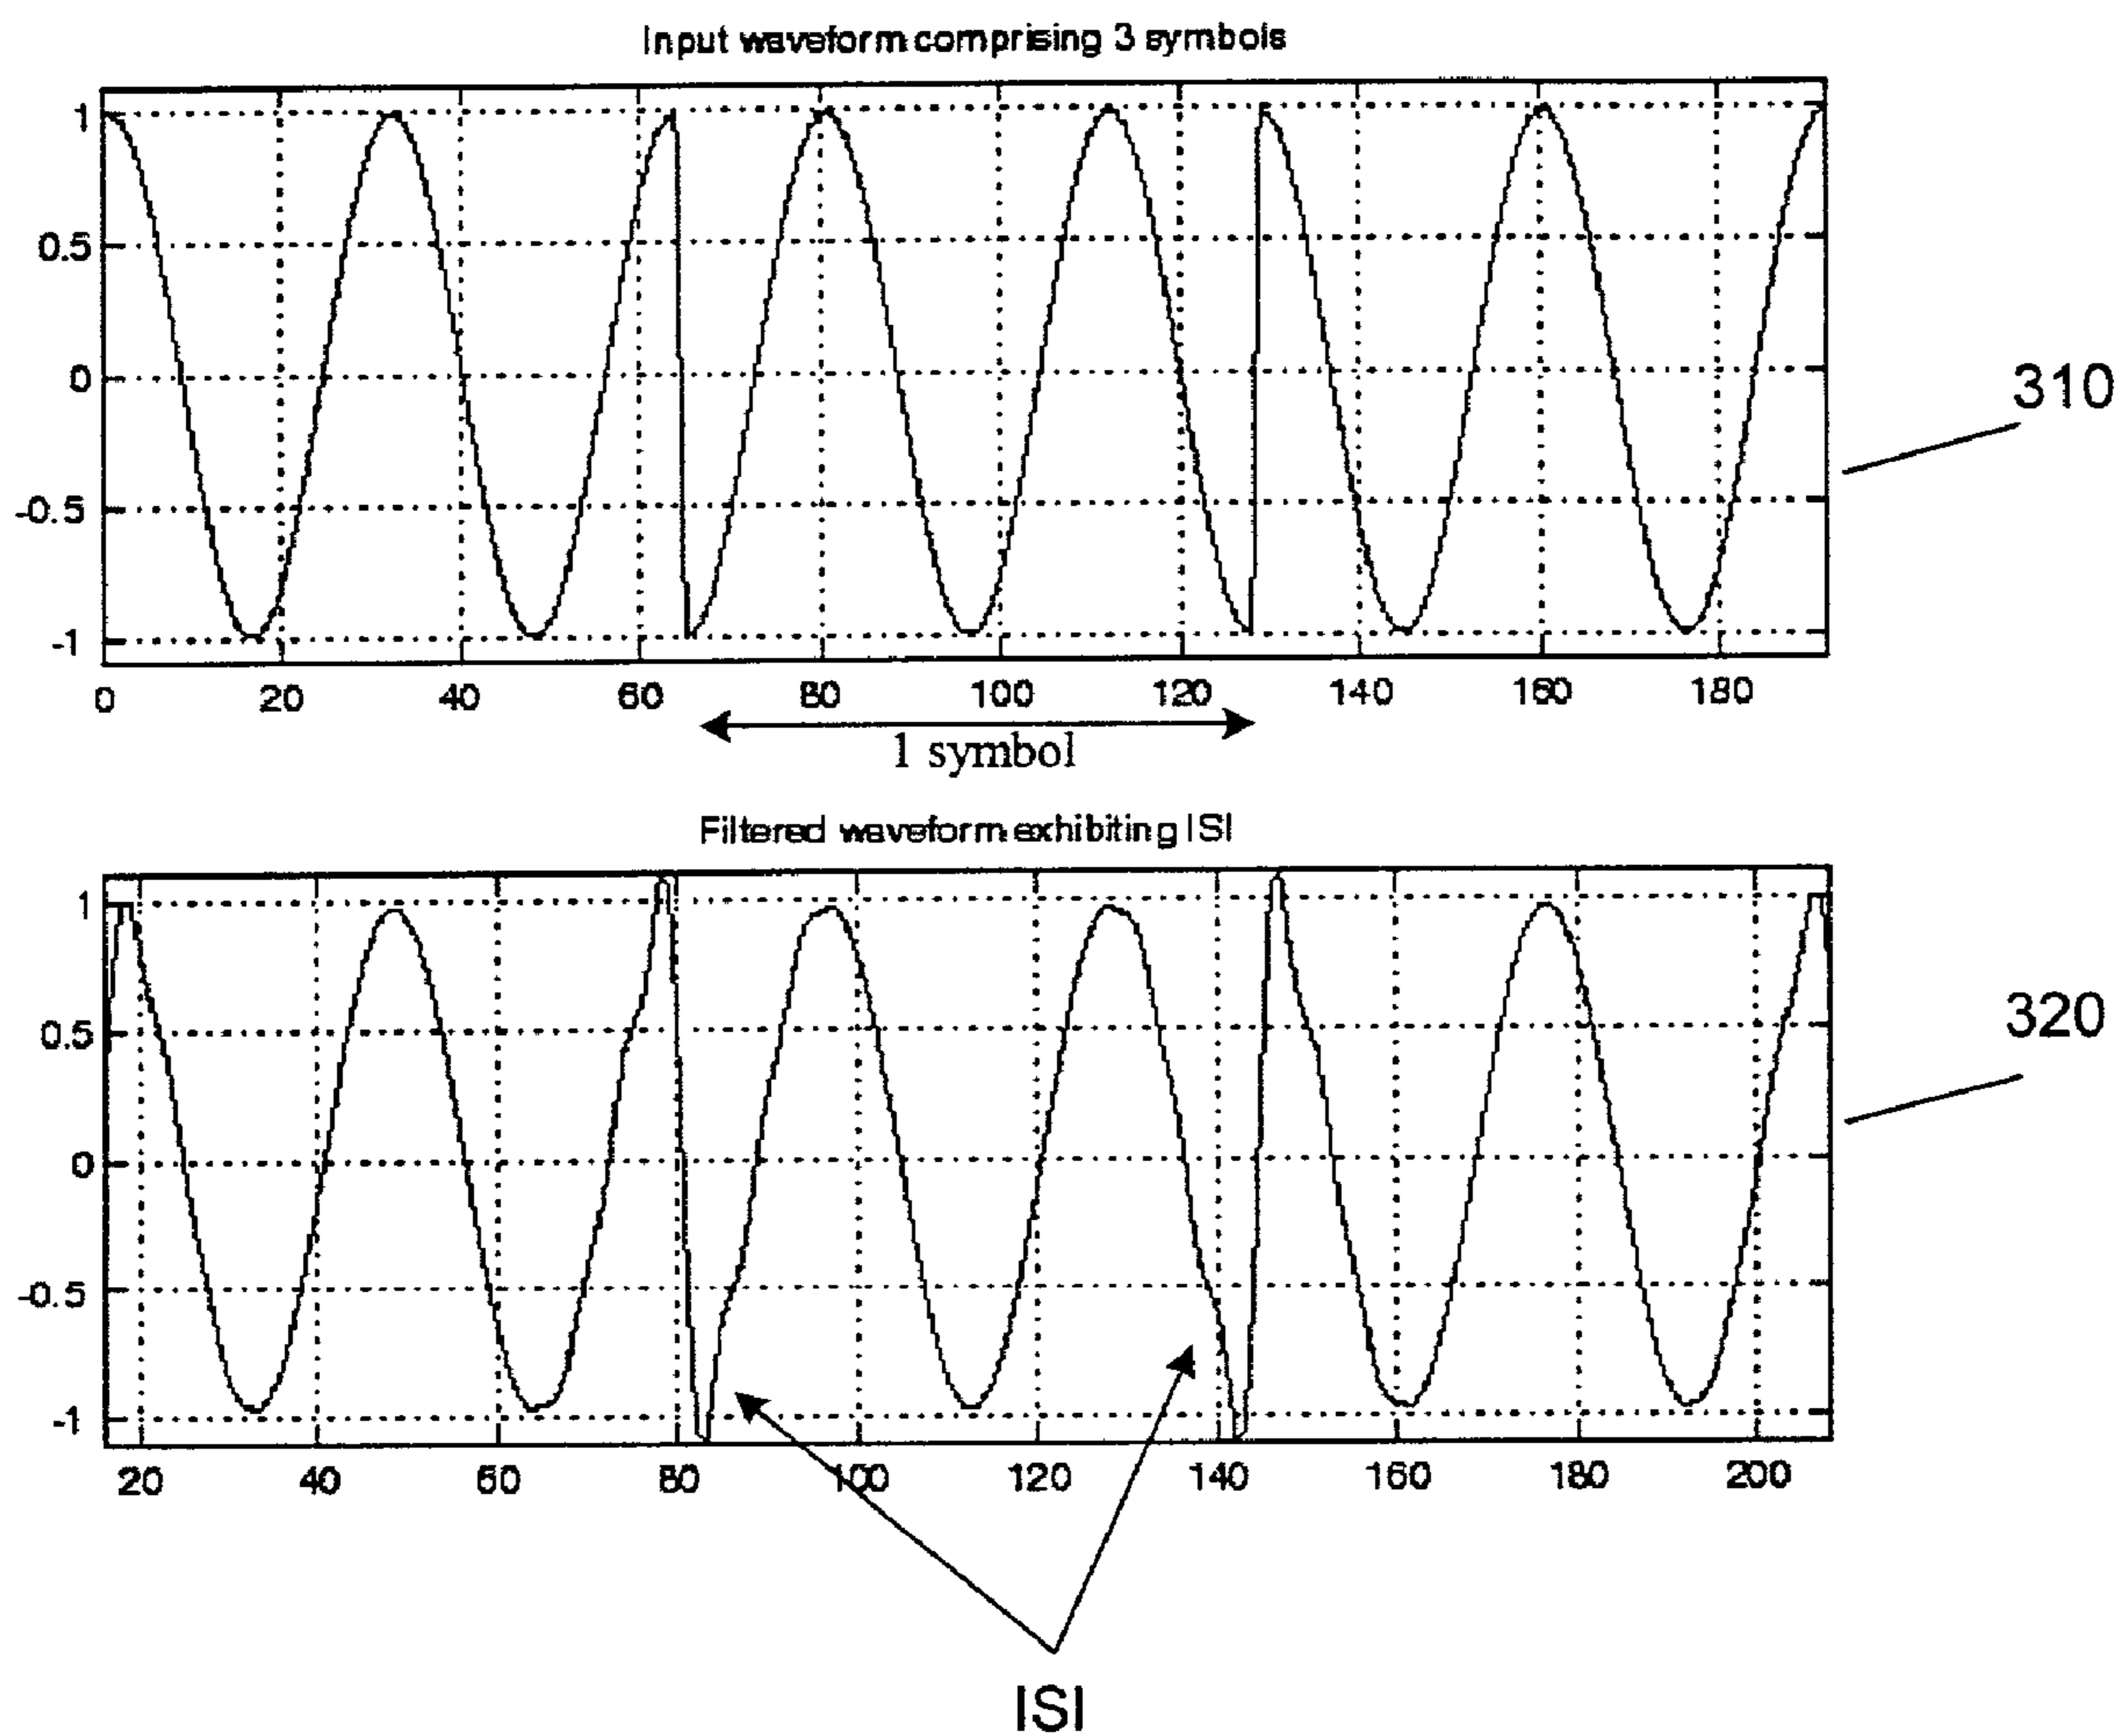 Input waveform comprising 3 symbols
1
0.5
0
-0.5
-1
0 20 40 60 80 100 120 140 160 180
1 symbol
310
Filtered waveform exhibiting ISI
1
0.5
0
-0.5
-1
20 40 60 80 100 120 140 160 180 200
320
ISI